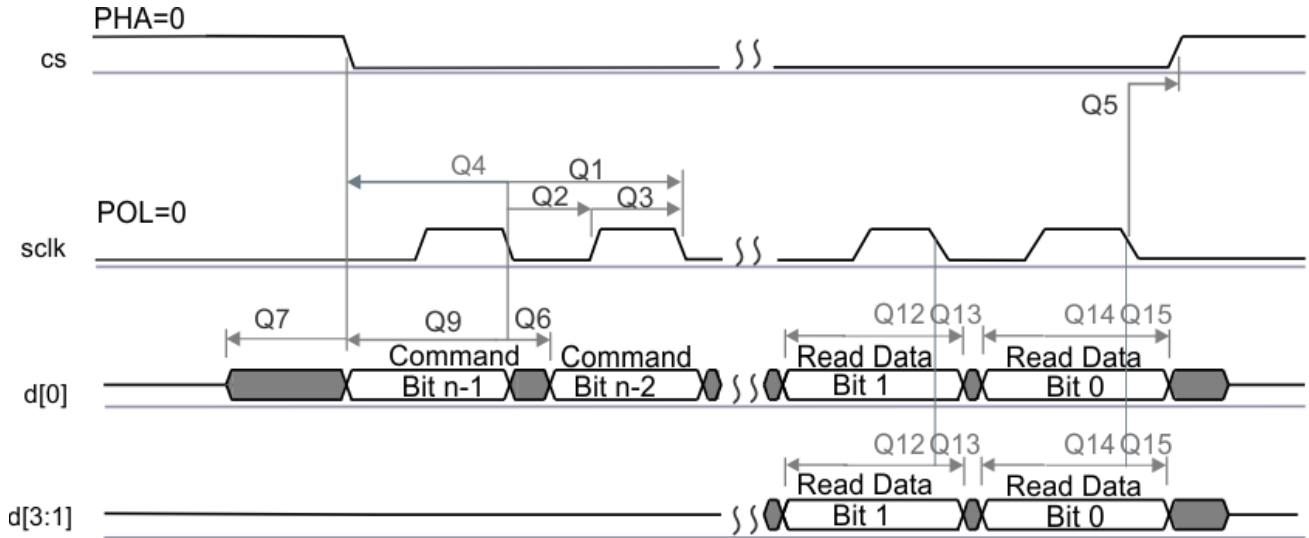 PHA=0
cs
Q5
Q4 Q1
Q2 Q3
POL=0
sclk
Q7 Q9 Q6 Q12 Q13 Q14 Q15
Command Command Read Data Read Data
d[0] Bit n-1 Bit n-2 Bit 1 Bit 0
Q12 Q13 Q14 Q15
Read Data Read Data
d[3:1] Bit 1 Bit 0